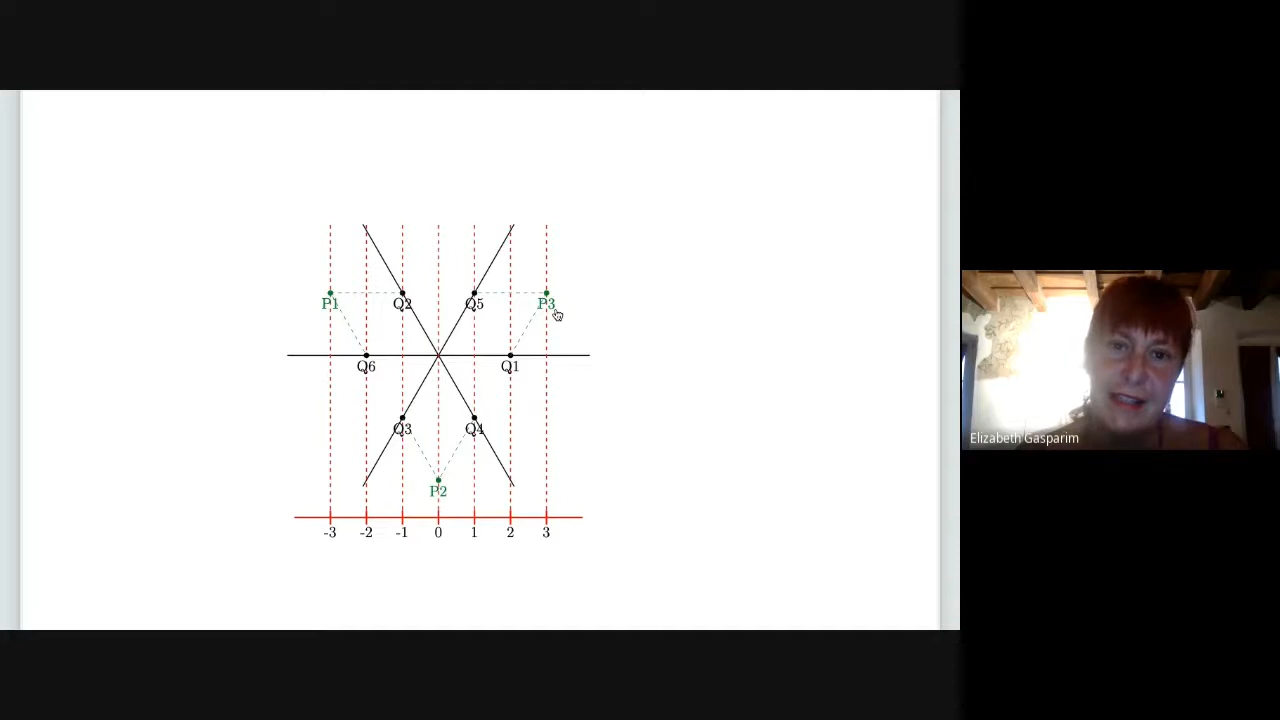 P1 Q2 Q5 P3
Q6 Q1
Q3 Q4
Elizabeth Gasparim
P2
-3 -2 -1 0 1 2 3